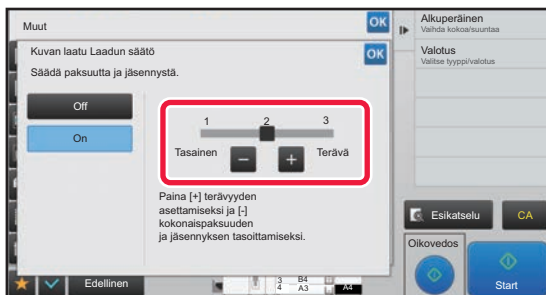 Muut
OK
Kuvan laatu Laadun säätö
OK
Säädä paksuutta ja jäsennystä.
Off
On
1 2 3
Tasainen
Terävä
Paina [+] terävyyden
asettamiseksi ja [-]
kokonaispaksuuden
ja jäsennyksen tasoittamiseksi.
Edellinen
3 B4
4 A3
A4
Alkuperäinen
Vaihda kokoa/suuntaa
Valotus
Valitse tyyppi/valotus
Esikatselu
CA
Oikovedos
Start